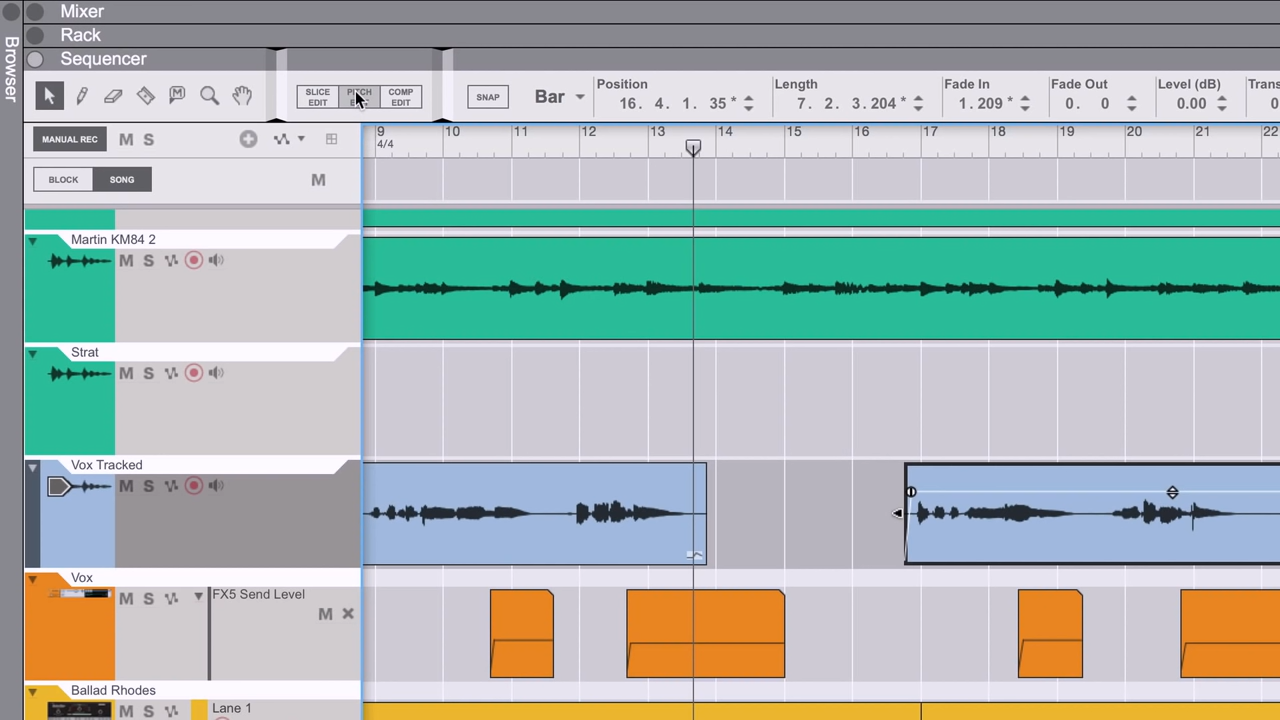 Mixer
Rack
Sequencer
Browser
SLICE EDIT
PITCH
COMP EDIT
SNAP
Bar
Position
16. 4. 1. 35*
Length
7. 2. 3.204*
Fade In
1.209*
Fade Out
0. 0
Level (dB)
0.00
Trans
0
MANUAL REC
M S
9 10 11 12 13 14 15 16 17 18 19 20 21 22
4/4
BLOCK SONG
M
Martin KM84 2
M S
Strat
M S
Vox Tracked
M S
Vox
M S
FX5 Send Level
M
Ballad Rhodes
M S
Lane 1